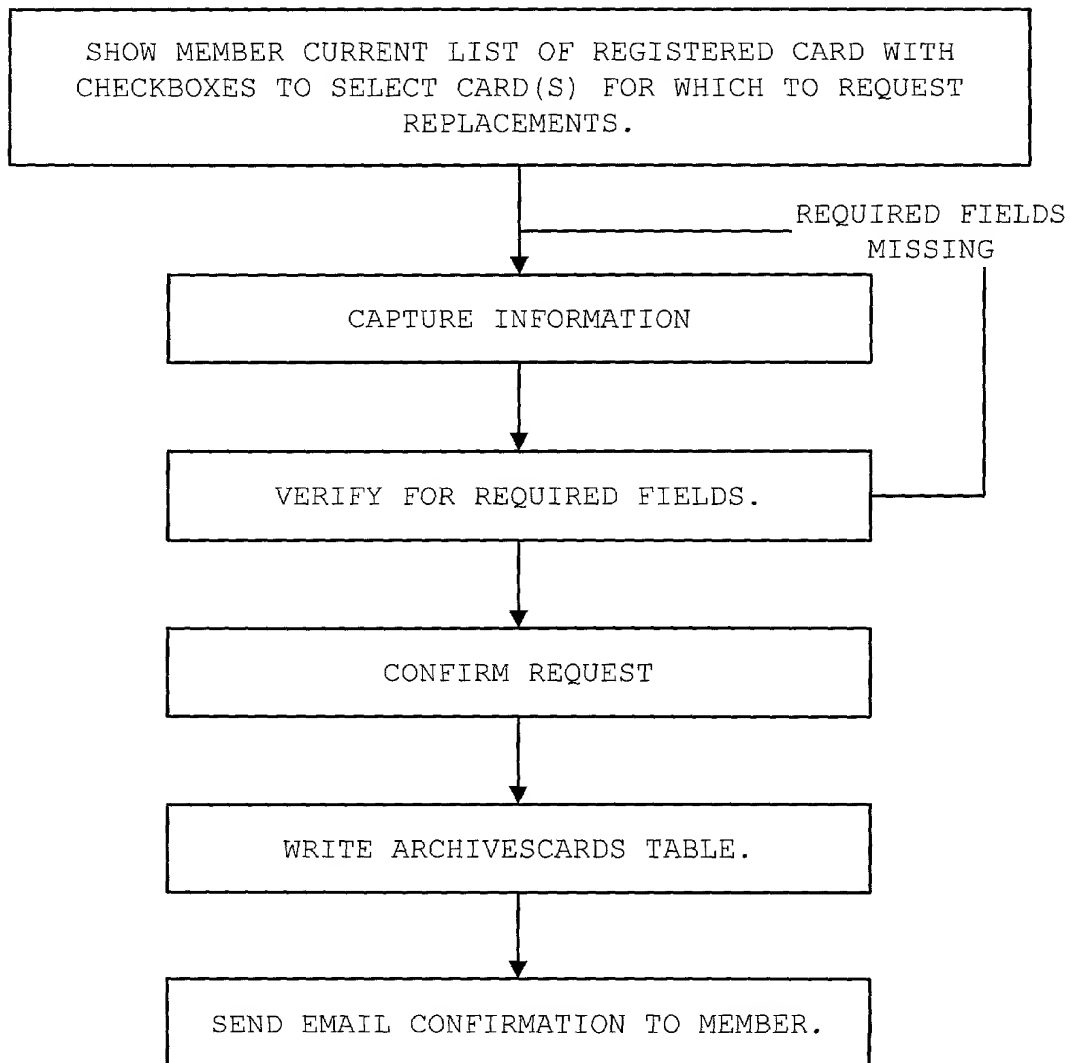 SHOW MEMBER CURRENT LIST OF REGISTERED CARD WITH
CHECKBOXES TO SELECT CARD(S) FOR WHICH TO REQUEST
REPLACEMENTS.
REQUIRED FIELDS
MISSING
CAPTURE INFORMATION
VERIFY FOR REQUIRED FIELDS.
CONFIRM REQUEST
WRITE ARCHIVESCARDS TABLE.
SEND EMAIL CONFIRMATION TO MEMBER.